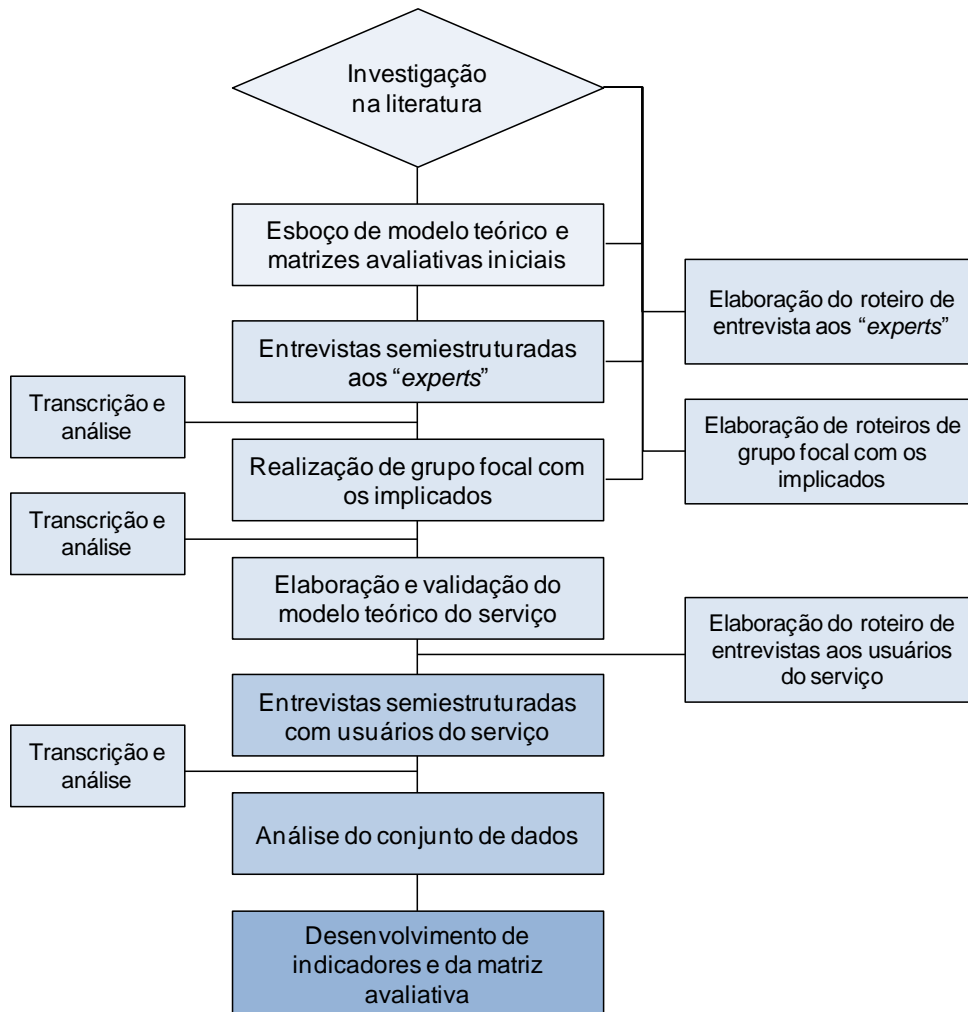 Investigação
na literatura
Esboço de modelo teórico e
matrizes avaliativas iniciais
Elaboração do roteiro de
entrevista aos “experts”
Entrevistas semiestruturadas
aos “experts”
Transcrição e
análise
Elaboração de roteiros de
grupo focal com os
implicados
Realização de grupo focal com
os implicados
Transcrição e
análise
Elaboração e validação do
modelo teórico do serviço
Elaboração do roteiro de
entrevistas aos usuários
do serviço
Entrevistas semiestruturadas
com usuários do serviço
Transcrição e
análise
Análise do conjunto de dados
Desenvolvimento de
indicadores e da matriz
avaliativa